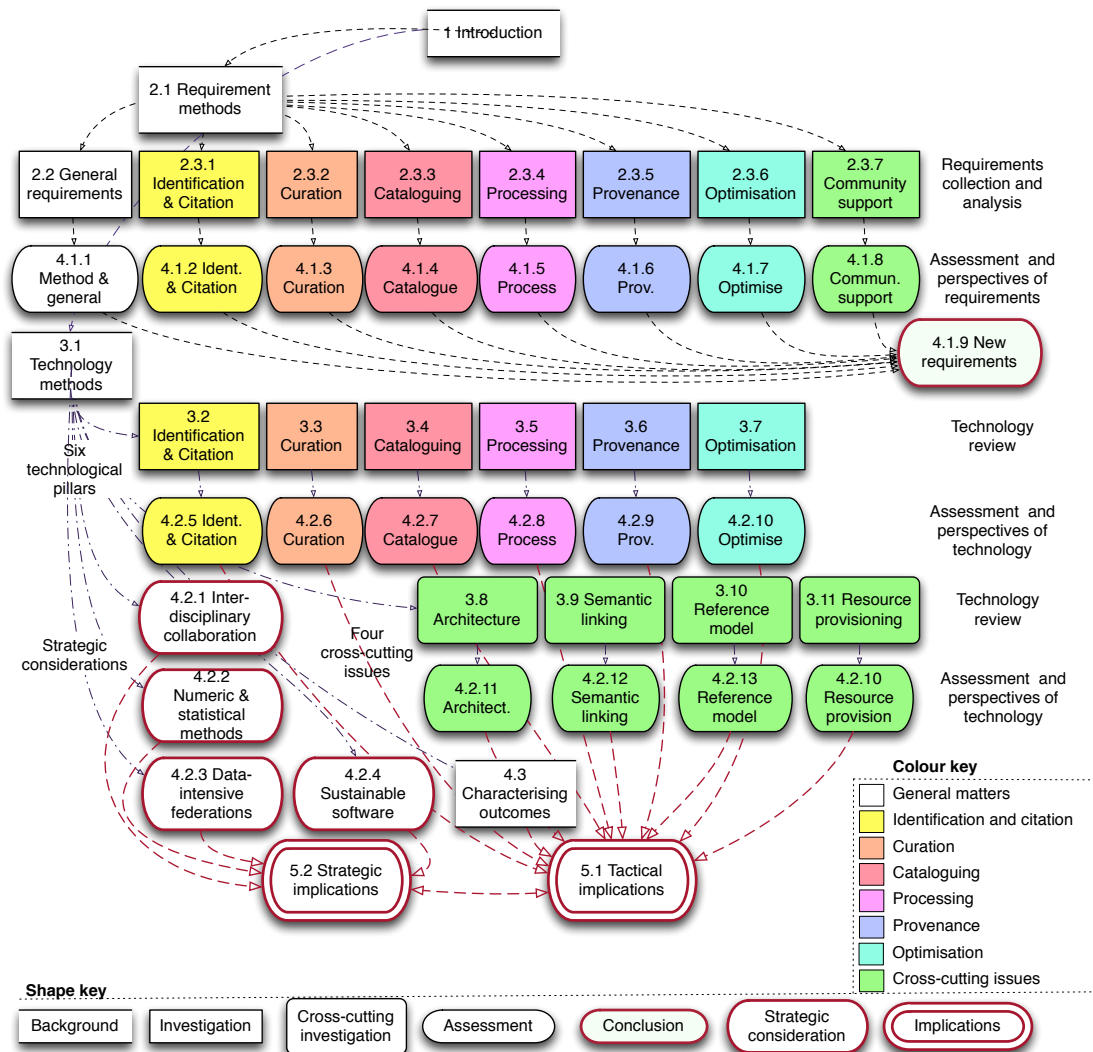 1 Introduction
2.1 Requirement
methods
2.2 General
requirements
2.3.1
Identification
& Citation
2.3.2
Curation
2.3.3
Cataloguing
2.3.4
Processing
2.3.5
Provenance
2.3.6
Optimisation
2.3.7
Community
support
Requirements
collection and
analysis
4.1.1
Method &
general
4.1.2 Ident.
& Citation
4.1.3
Curation
4.1.4
Catalogue
4.1.5
Process
4.1.6
Prov.
4.1.7
Optimise
4.1.8
Commun.
support
Assessment and
perspectives of
requirements
4.1.9 New
requirements
3.1
Technology
methods
3.2
Identification
& Citation
3.3
Curation
3.4
Cataloguing
3.5
Processing
3.6
Provenance
3.7
Optimisation
Technology
review
Six
technological
pillars
4.2.5 Ident.
& Citation
4.2.6
Curation
4.2.7
Catalogue
4.2.8
Process
4.2.9
Prov.
4.2.10
Optimise
Assessment and
perspectives of
technology
4.2.1 Inter-
disciplinary
collaboration
3.8
Architecture
3.9 Semantic
linking
3.10
Reference
model
3.11 Resource
provisioning
Technology
review
Strategic
considerations
Four
cross-cutting
issues
4.2.2
Numeric &
statistical
methods
4.2.11
Architect.
4.2.12
Semantic
linking
4.2.13
Reference
model
4.2.10
Resource
provision
Assessment and
perspectives of
technology
4.2.3 Data-
intensive
federations
4.2.4
Sustainable
software
4.3
Characterising
outcomes
5.2 Strategic
implications
5.1 Tactical
implications
Colour key
General matters
Identification and citation
Curation
Cataloguing
Processing
Provenance
Optimisation
Cross-cutting issues
Shape key
Background
Investigation
Cross-cutting
investigation
Assessment
Conclusion
Strategic
consideration
Implications